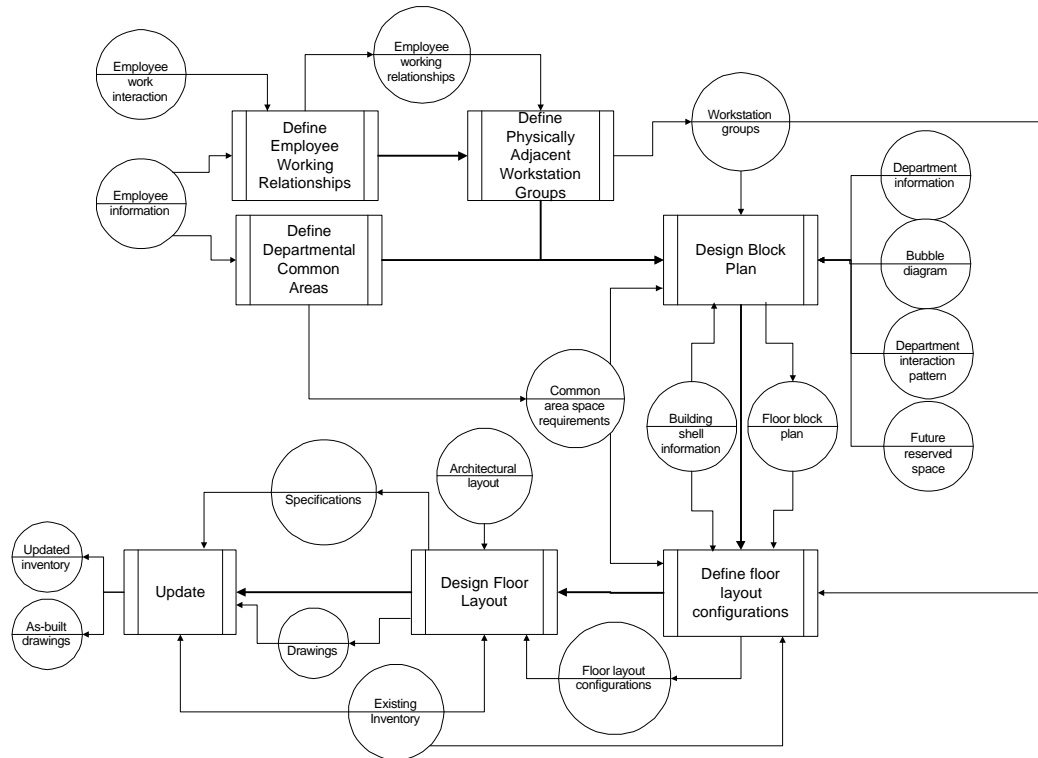 Employee
work
interaction
Employee
working
relationships
Define
Employee
Working
Relationships
Define
Physically
Adjacent
Workstation
Groups
Workstation
groups
Department
information
Employee
information
Define
Departmental
Common
Areas
Design Block
Plan
Bubble
diagram
Department
interaction
pattern
Common
area space
requirements
Building
shell
information
Floor block
plan
Future
reserved
space
Architectural
layout
Specifications
Updated
inventory
As-built
drawings
Update
Design Floor
Layout
Define floor
layout
configurations
Drawings
Floor layout
configurations
Existing
Inventory